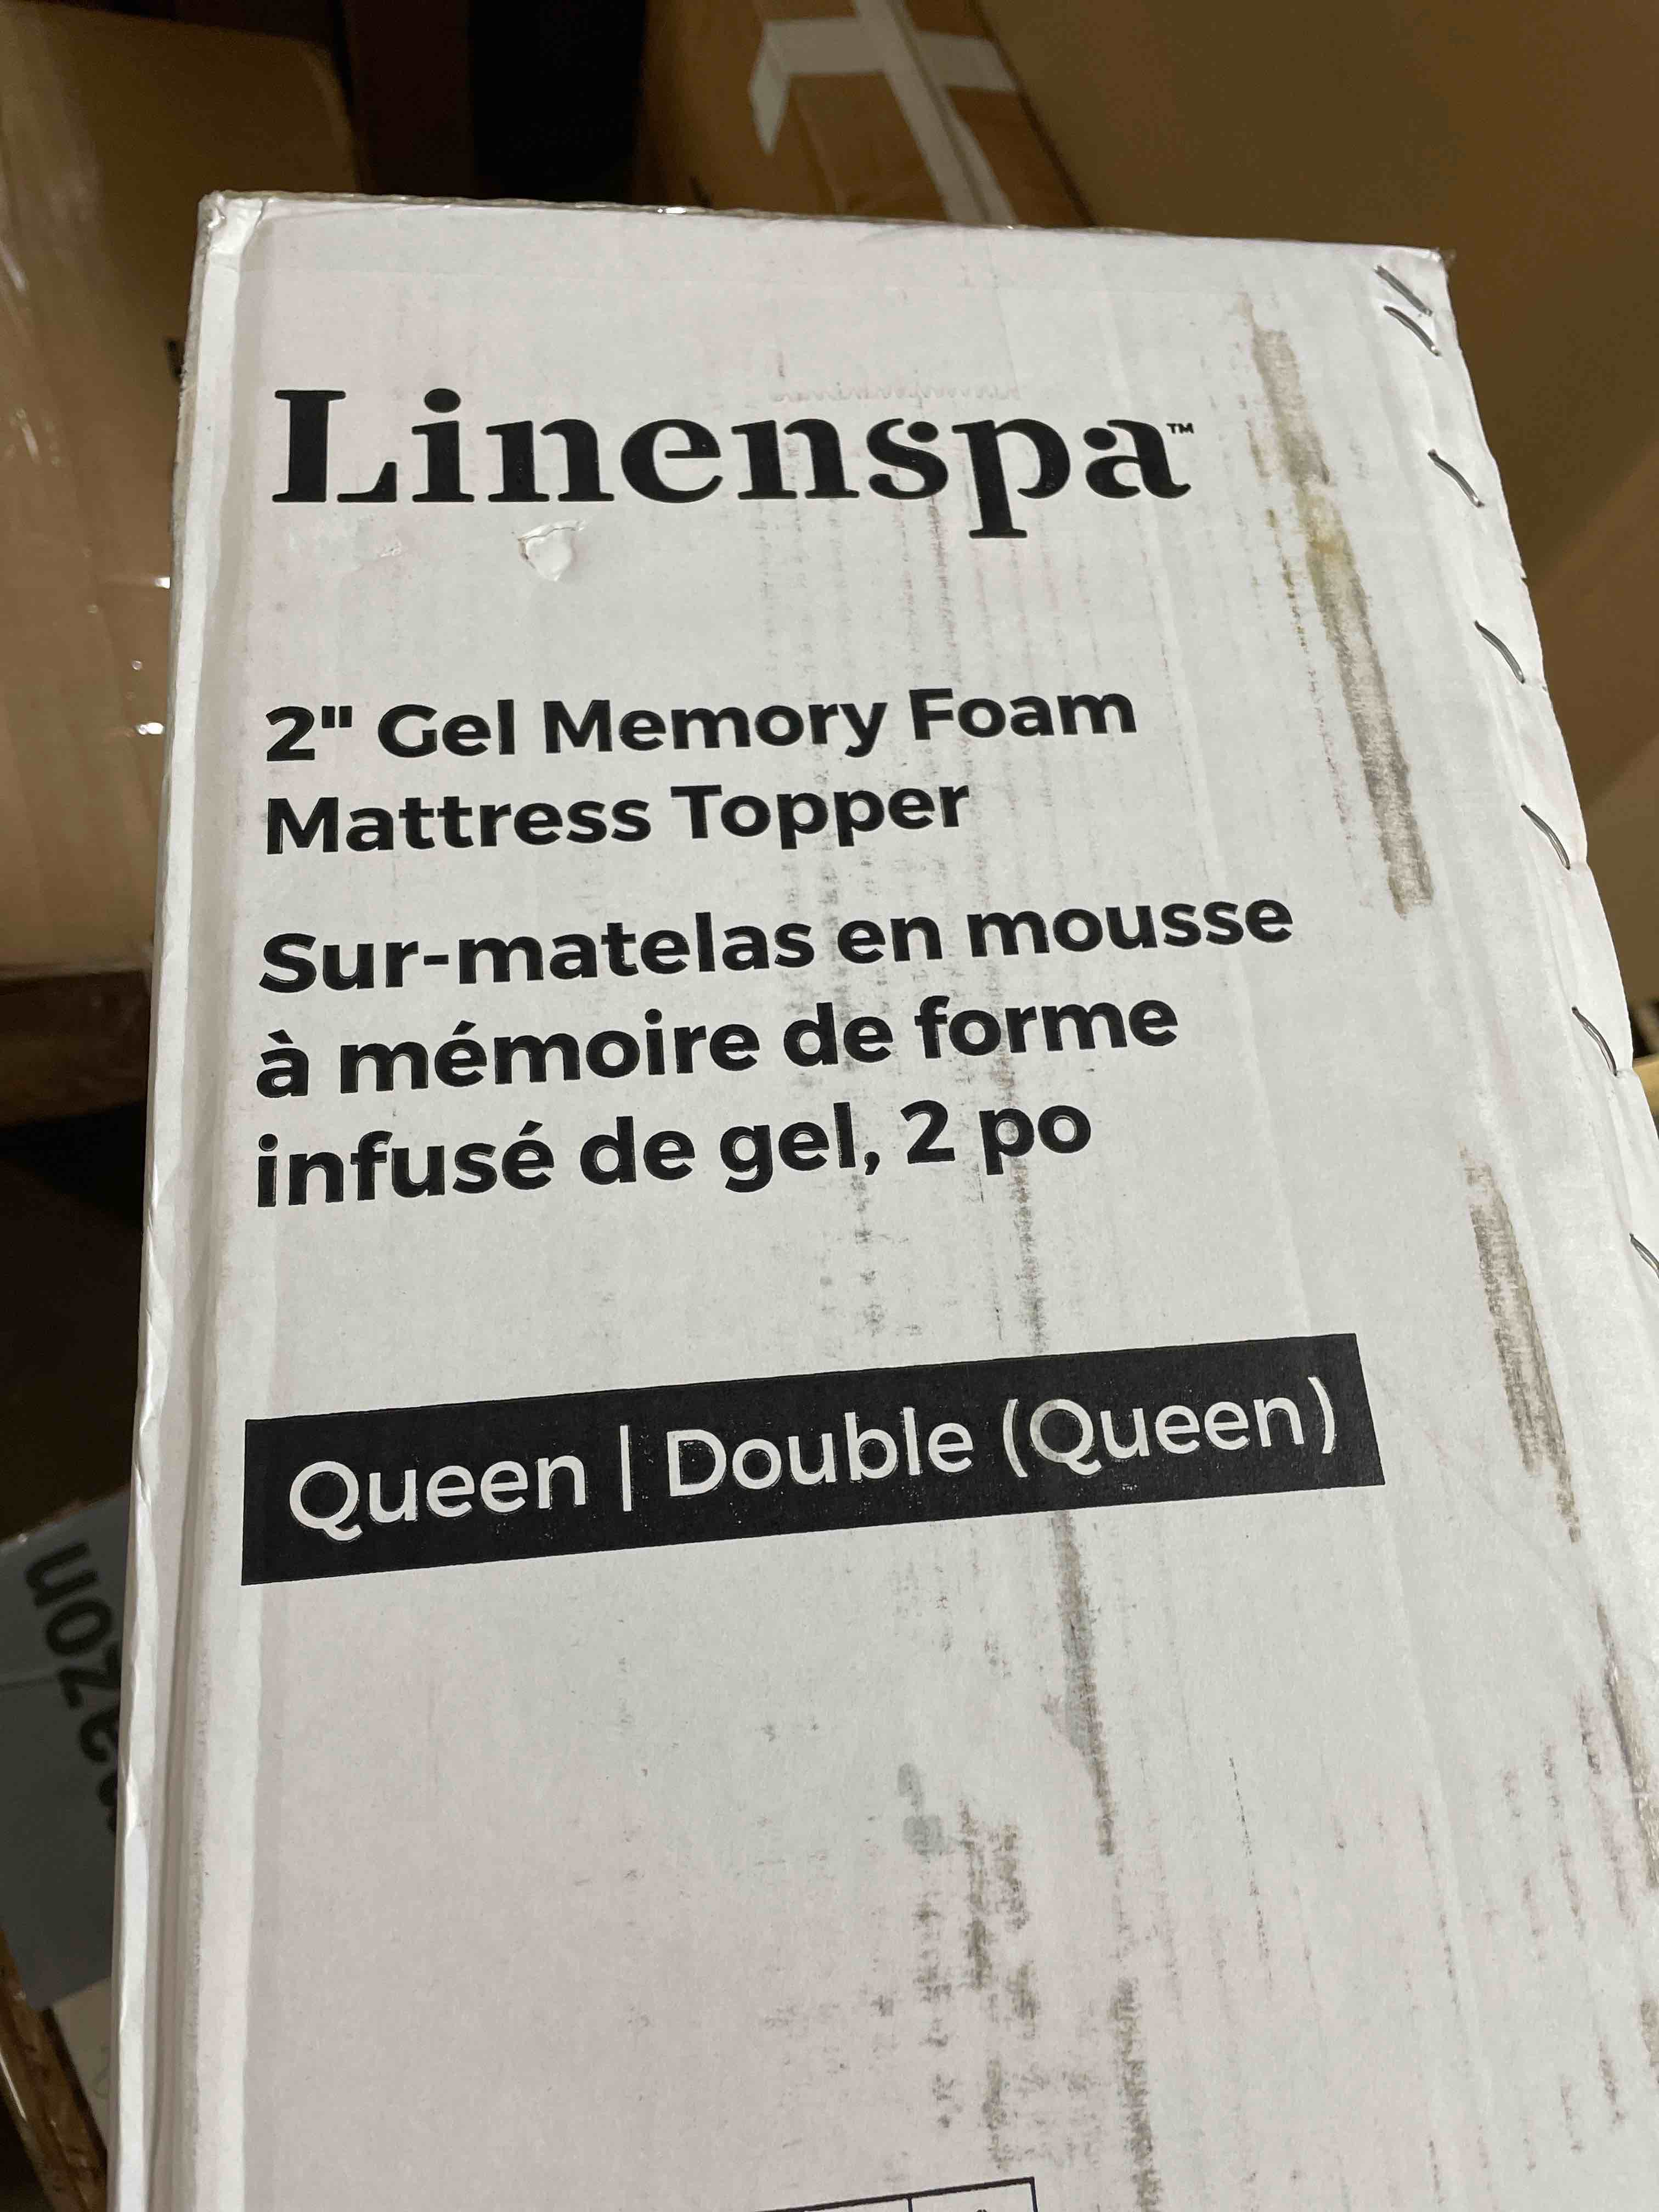 Linenspa™
2" Gel Memory Foam
Mattress Topper
Sur-matelas en mousse
à mémoire de forme
infusé de gel, 2 po
Queen | Double (Queen)
azon